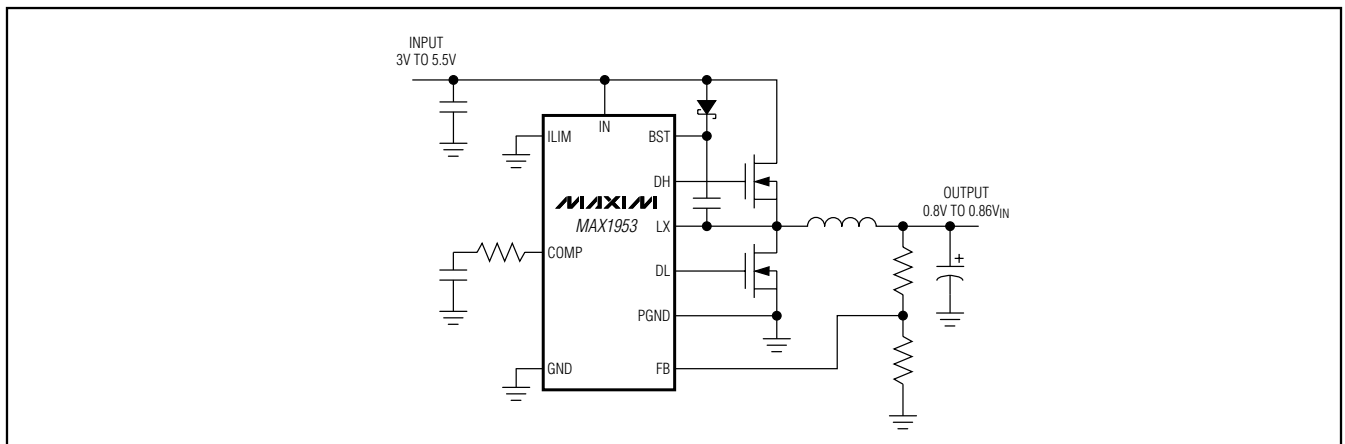 INPUT
3V TO 5.5V
IN
ILIM
BST
DH
MAXIM
MAX1953
LX
OUTPUT
0.8V TO 0.86VIN
COMP
DL
+
PGND
GND
FB